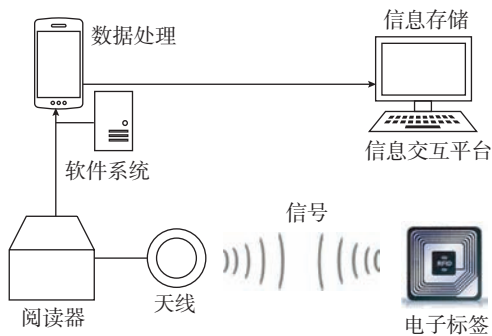 信息存储
数据处理
软件系统
信息交互平台
信号
RFID
阅读器
天线
电子标签